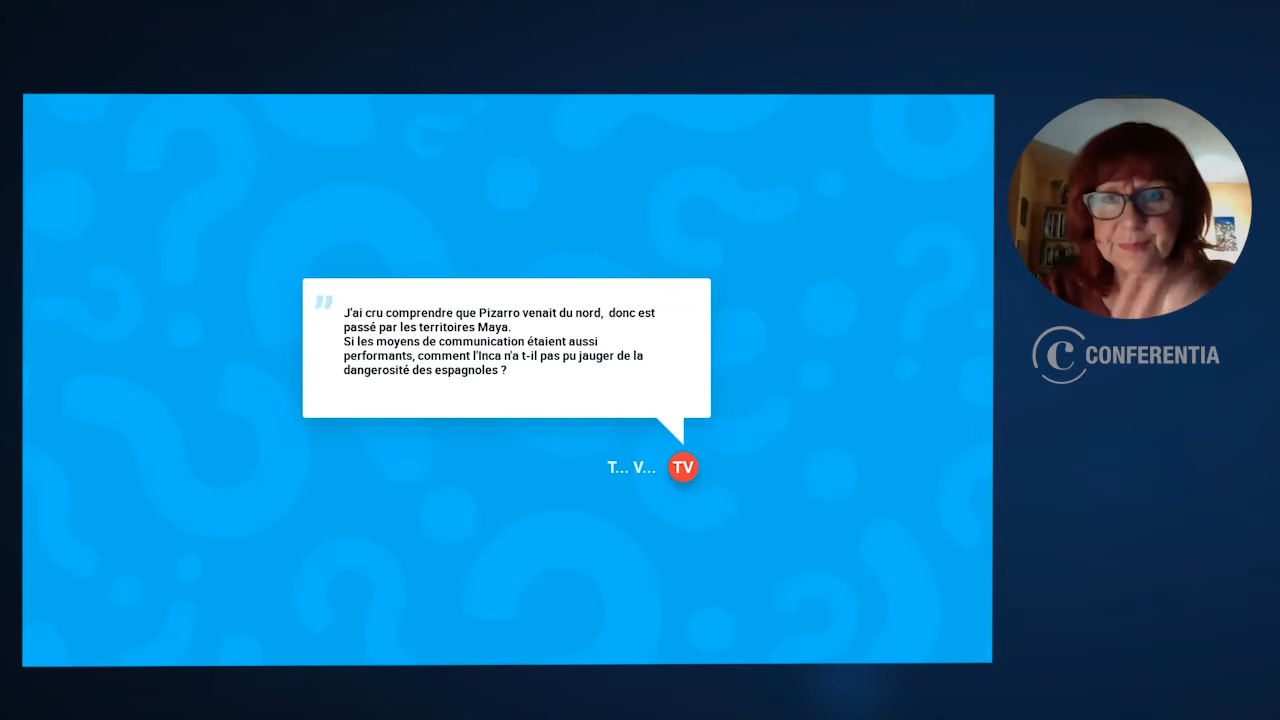 J'ai cru comprendre que Pizarro venait du nord,  donc est
passé par les territoires Maya.
Si les moyens de communication étaient aussi
performants, comment l'Inca n'a t-il pas pu jauger de la
dangerosité des espagnoles ?
T... V...
TV
C CONFERENTIA